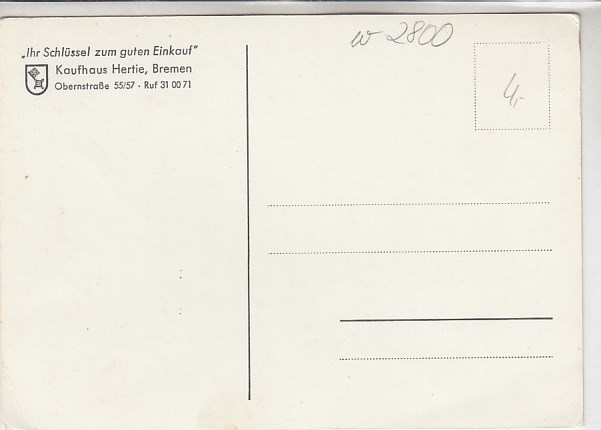 „Ihr Schlüssel zum guten Einkauf"
Kaufhaus Hertie, Bremen
Obernstraße 55/57 · Ruf 31 00 71
w 2800
4,-